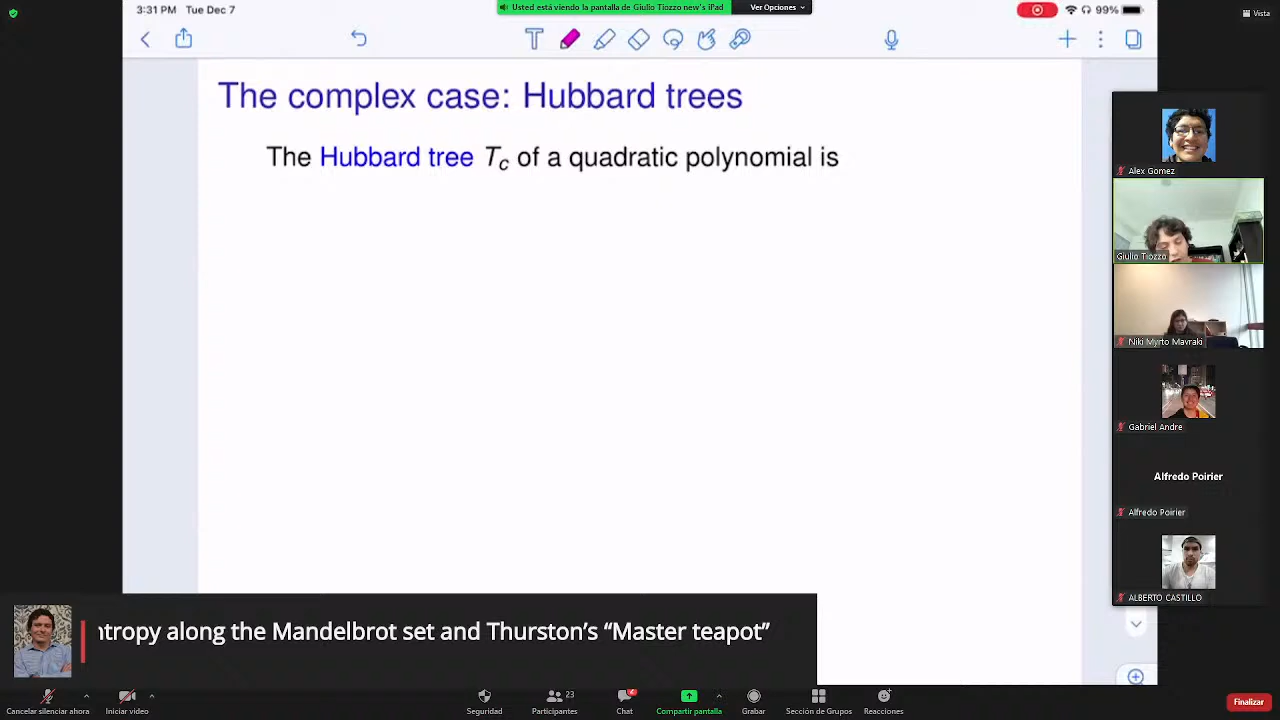 3:31 PM Tue Dec 7
Usted está viendo la pantalla de Giulio Tiozzo new's iPad
Ver Opciones
99%
Vista
The complex case: Hubbard trees
The Hubbard tree Tc of a quadratic polynomial is
Alex Gomez
Giulio Tiozzo
Niki Myrto Mavraki
Gabriel Andre
Alfredo Poirier
Alfredo Poirier
ALBERTO CASTILLO
ntropy along the Mandelbrot set and Thurston's “Master teapot”
Cancelar silenciar ahora
Iniciar video
Seguridad
23
Participantes
2
Chat
Compartir pantalla
Grabar
Sección de Grupos
Reacciones
Finalizar